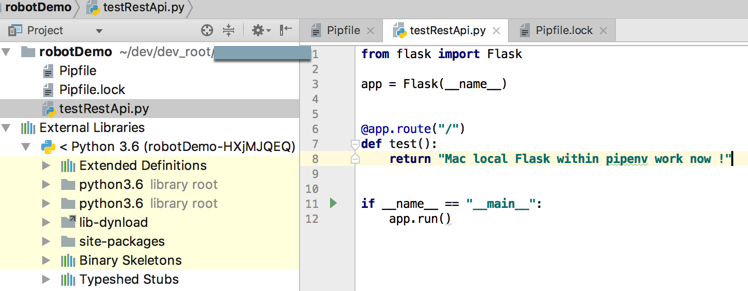 robotDemo testRestApi.py
Project
Pipfile testRestApi.py Pipfile.lock
robotDemo ~/dev/dev_root/
Pipfile
Pipfile.lock
testRestApi.py
External Libraries
< Python 3.6 (robotDemo-HXjMJQEQ)
Extended Definitions
python3.6 library root
python3.6 library root
lib-dynload
site-packages
Binary Skeletons
Typeshed Stubs
1 from flask import Flask
2
3 app = Flask(__name__)
4
5
6 @app.route("/")
7 def test():
8 return "Mac local Flask within pipenv work now !"
9
10
11 if __name__ == "__main__":
12 app.run()